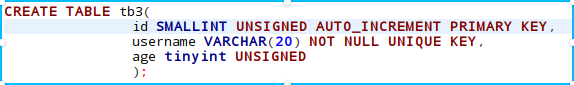 CREATE TABLE tb3(
id SMALLINT UNSIGNED AUTO_INCREMENT PRIMARY KEY,
username VARCHAR(20) NOT NULL UNIQUE KEY,
age tinyint UNSIGNED
);